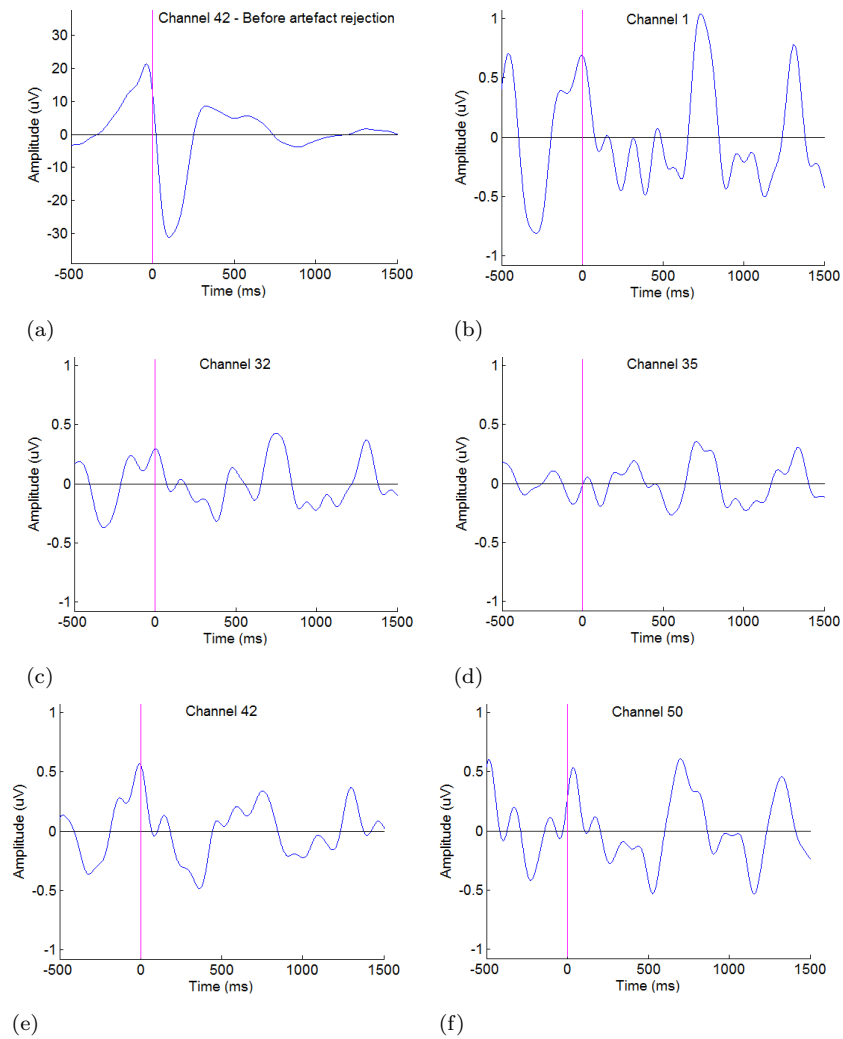 Channel 42 - Before artefact rejection
30
20
10
0
-10
-20
-30
Amplitude (uV)
-500 0 500 1000 1500
Time (ms)
(a)
Channel 1
1
0.5
0
-0.5
-1
Amplitude (uV)
-500 0 500 1000 1500
Time (ms)
(b)
Channel 32
1
0.5
0
-0.5
-1
Amplitude (uV)
-500 0 500 1000 1500
Time (ms)
(c)
Channel 35
1
0.5
0
-0.5
-1
Amplitude (uV)
-500 0 500 1000 1500
Time (ms)
(d)
Channel 42
1
0.5
0
-0.5
-1
Amplitude (uV)
-500 0 500 1000 1500
Time (ms)
(e)
Channel 50
1
0.5
0
-0.5
-1
Amplitude (uV)
-500 0 500 1000 1500
Time (ms)
(f)